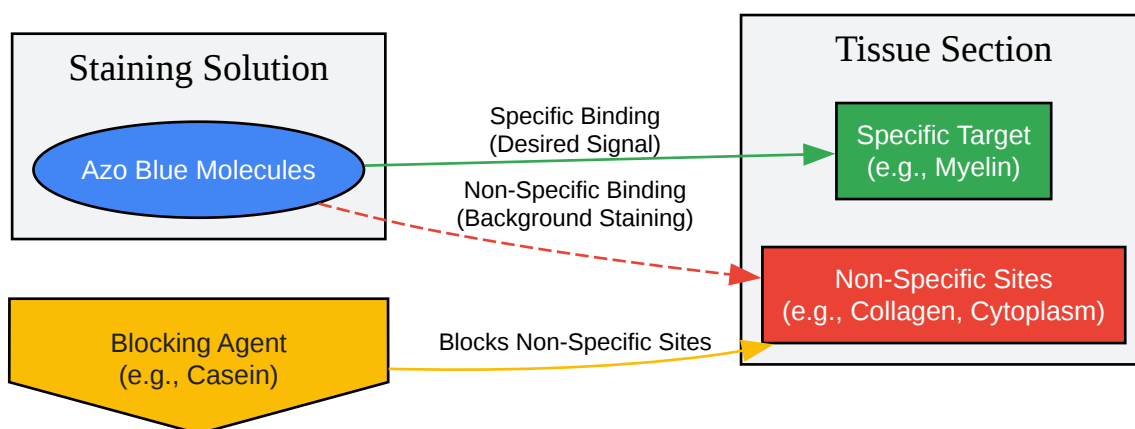 Staining Solution
Azo Blue Molecules
Specific Binding
(Desired Signal)
Non-Specific Binding
(Background Staining)
Tissue Section
Specific Target
(e.g., Myelin)
Non-Specific Sites
(e.g., Collagen, Cytoplasm)
Blocking Agent
(e.g., Casein)
Blocks Non-Specific Sites